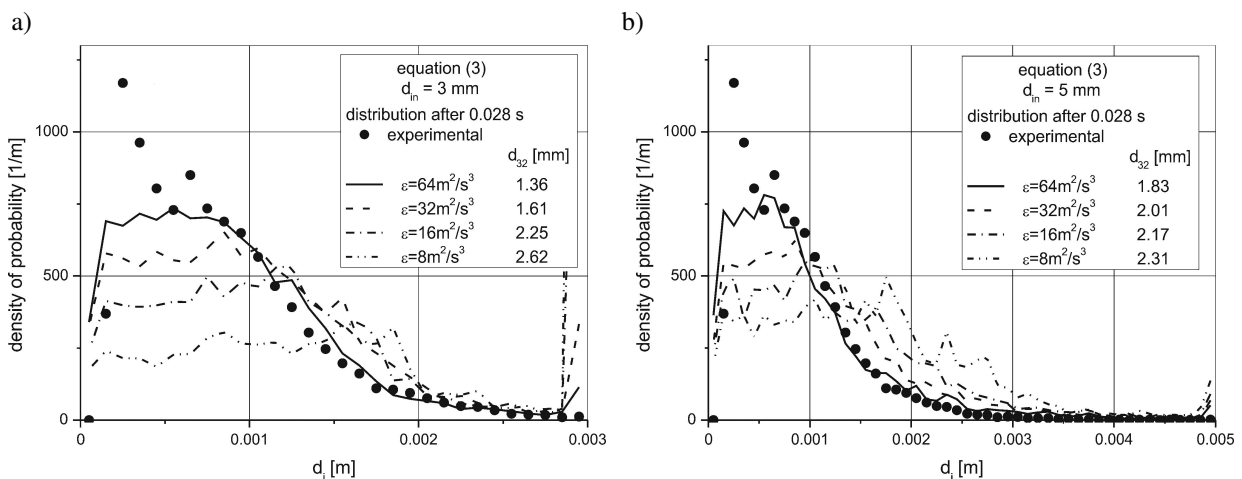 a)
equation (3)
d_in = 3 mm
distribution after 0.028 s
experimental
d_32 [mm]
ε=64m²/s³ 1.36
ε=32m²/s³ 1.61
ε=16m²/s³ 2.25
ε=8m²/s³ 2.62
density of probability [1/m]
1000
500
0
0 0.001 0.002 0.003
d_i [m]
b)
equation (3)
d_in = 5 mm
distribution after 0.028 s
experimental
d_32 [mm]
ε=64m²/s³ 1.83
ε=32m²/s³ 2.01
ε=16m²/s³ 2.17
ε=8m²/s³ 2.31
density of probability [1/m]
1000
500
0
0 0.001 0.002 0.003 0.004 0.005
d_i [m]